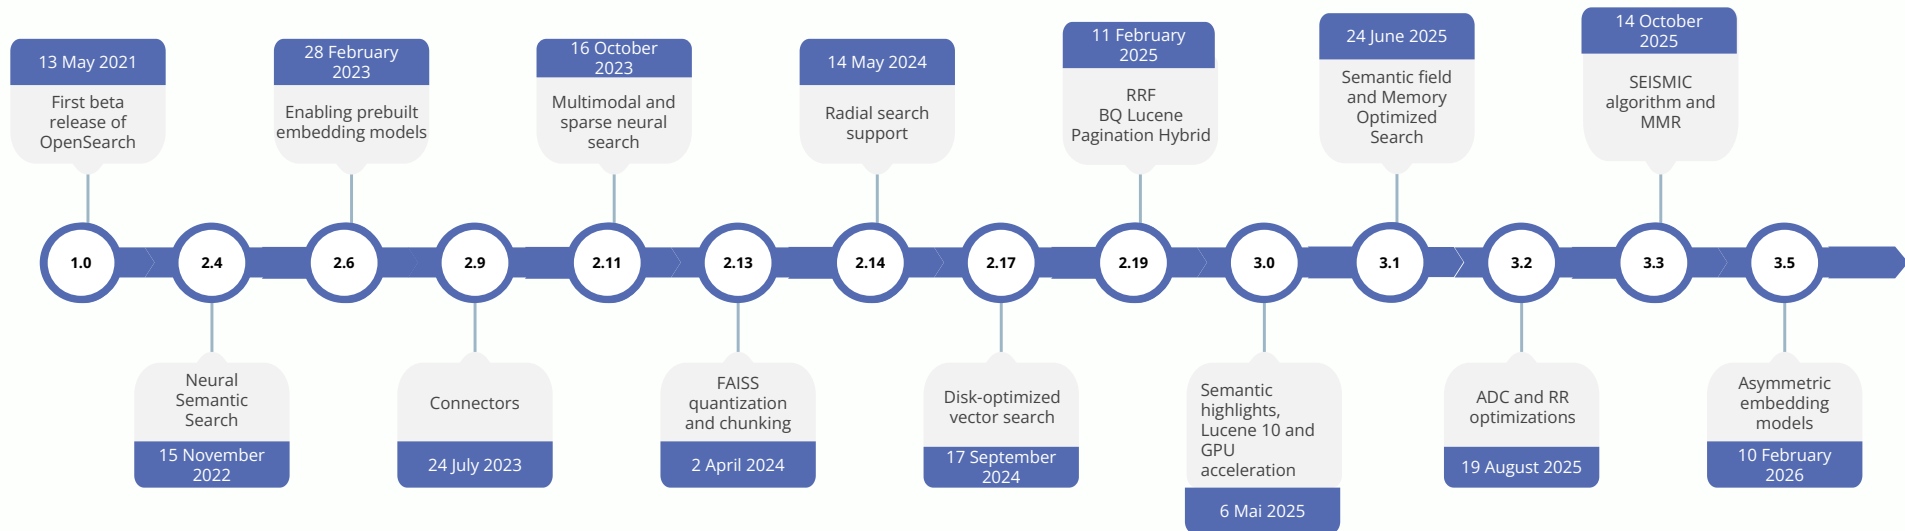 13 May 2021
First beta
release of
OpenSearch
28 February
2023
Enabling prebuilt
embedding models
16 October
2023
Multimodal and
sparse neural
search
14 May 2024
Radial search
support
11 February
2025
RRF
BQ Lucene
Pagination Hybrid
24 June 2025
Semantic field
and Memory
Optimized
Search
14 October
2025
SEISMIC
algorithm and
MMR
1.0
2.4
2.6
2.9
2.11
2.13
2.14
2.17
2.19
3.0
3.1
3.2
3.3
3.5
Neural
Semantic
Search
15 November
2022
Connectors
24 July 2023
FAISS
quantization
and chunking
2 April 2024
Disk-optimized
vector search
17 September
2024
Semantic
highlights,
Lucene 10 and
GPU
acceleration
6 Mai 2025
ADC and RR
optimizations
19 August 2025
Asymmetric
embedding
models
10 February
2026